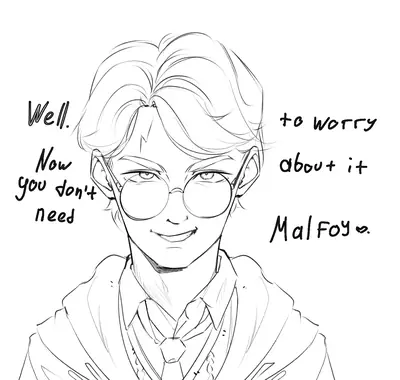 Well.
Now
you don't
need
to worry
about it
Malfoy